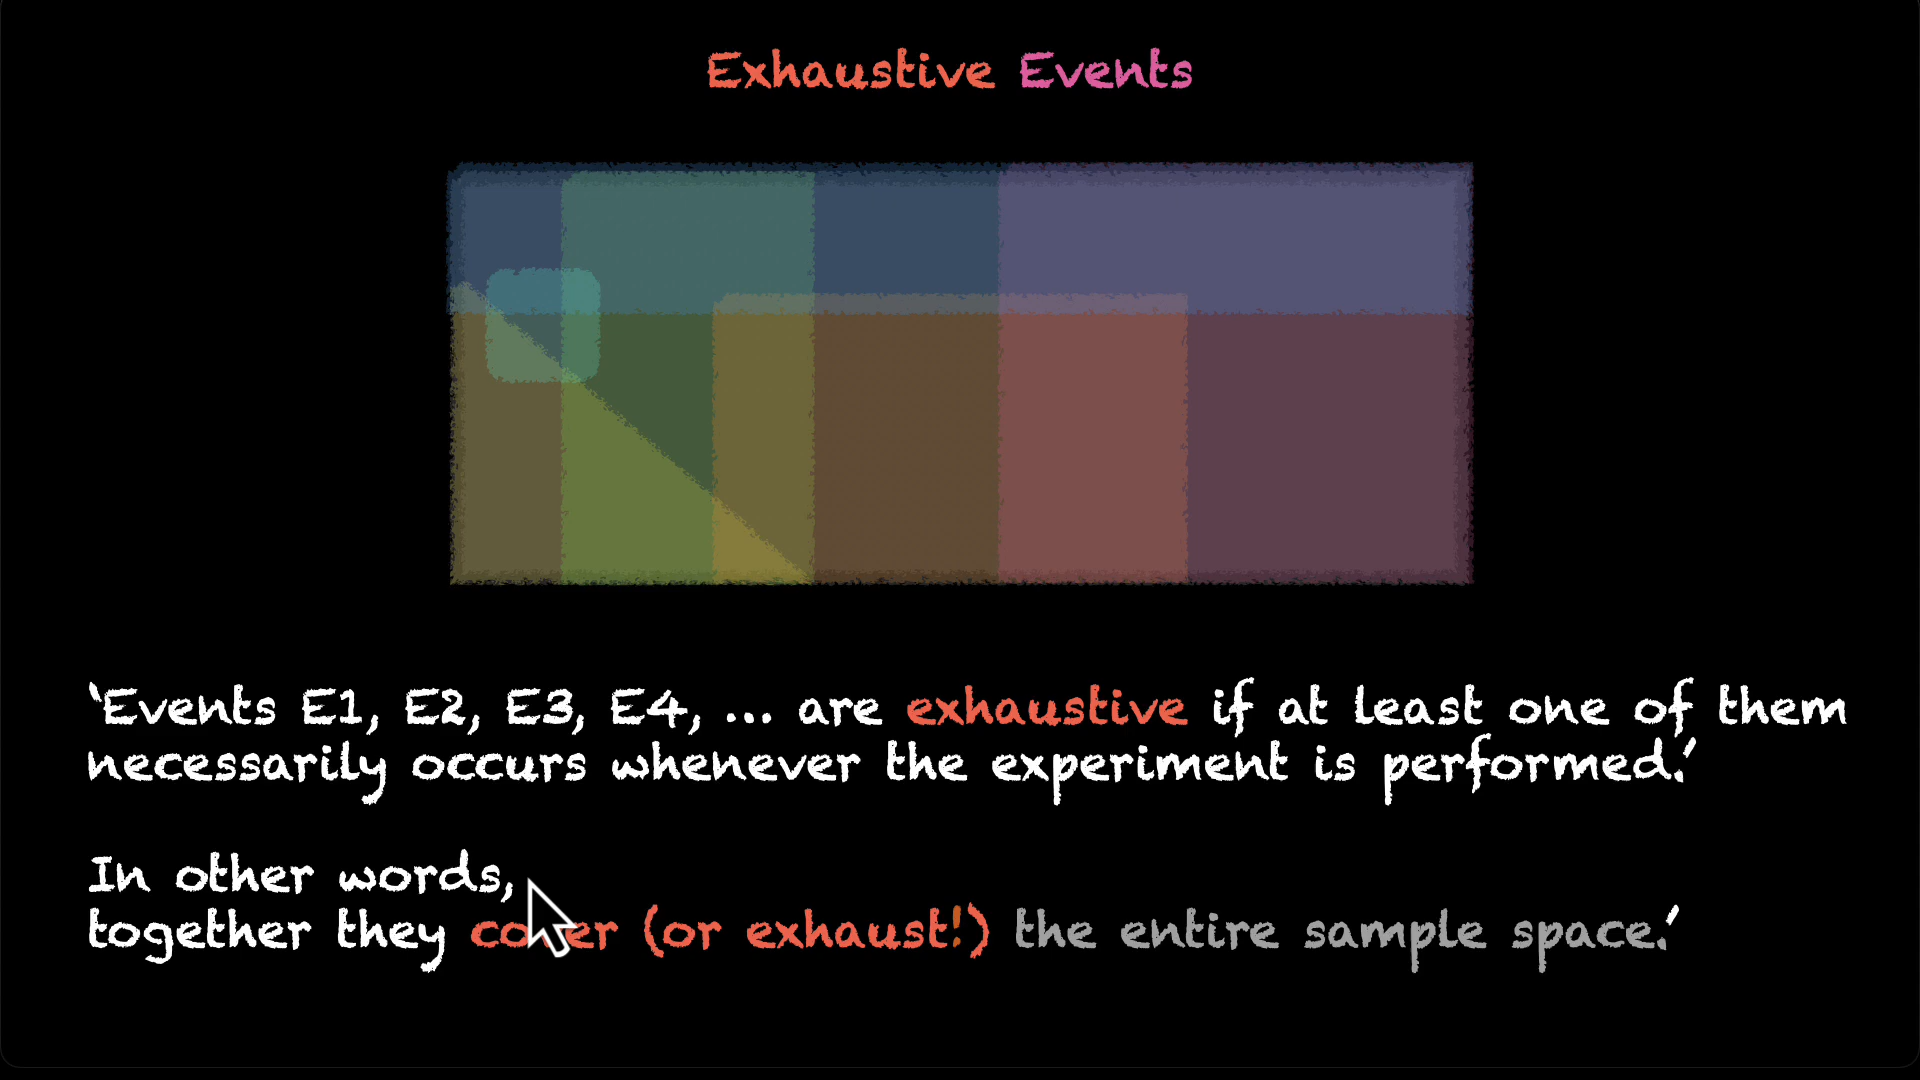 Exhaustive Events
‘Events E1, E2, E3, E4, ... are exhaustive if at least one of them
necessarily occurs whenever the experiment is performed.’
In other words,
together they cover (or exhaust!) the entire sample space.’